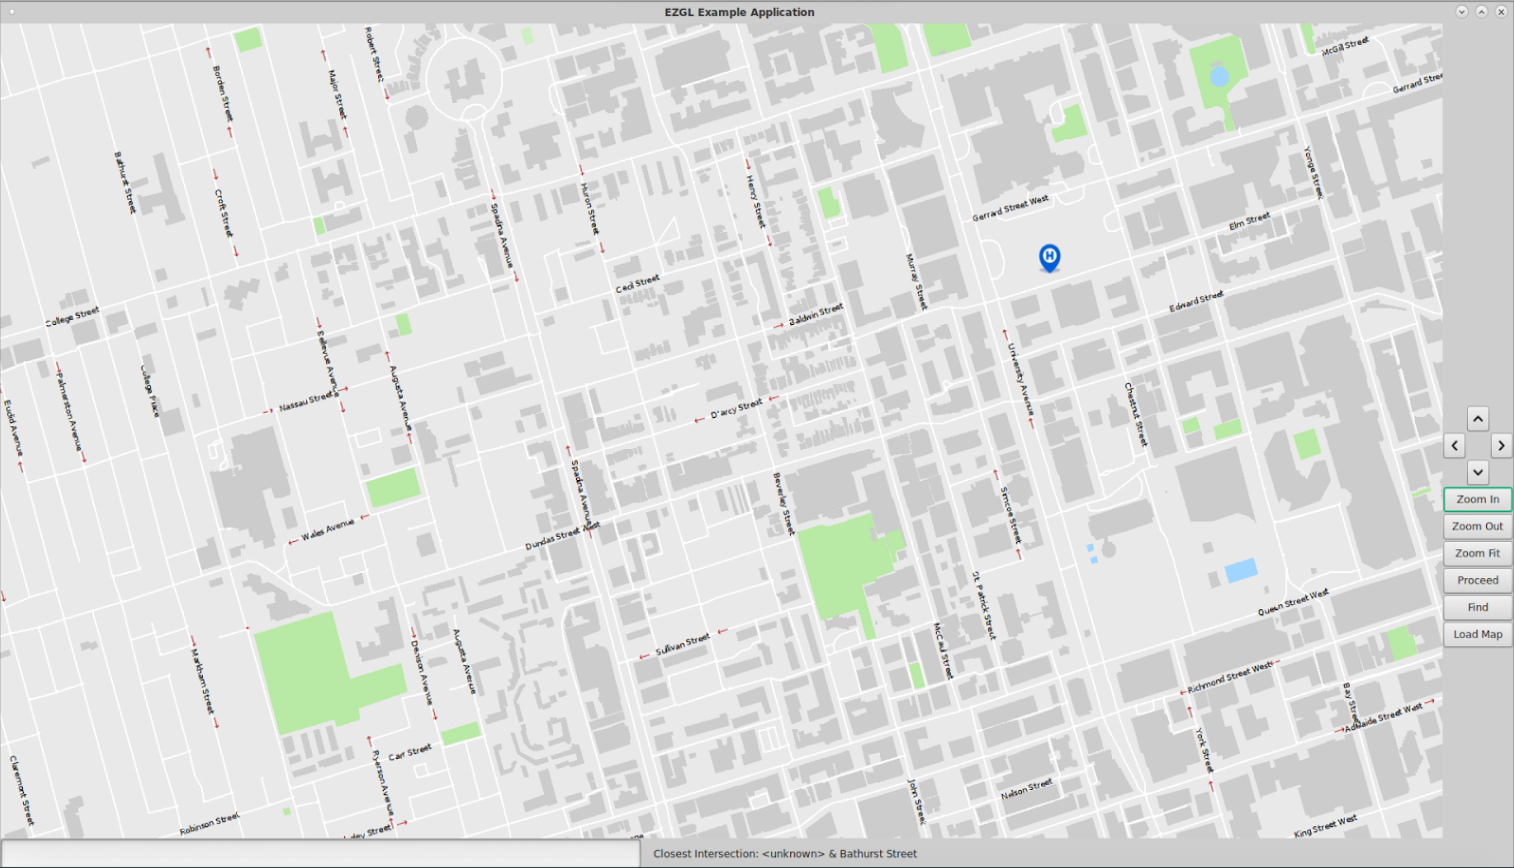 EZGL Example Application
Robert Street
Borden Street
Major Street
McGill Street
Gerrard Stree
Bathurst Street
Croft Street
Spadina Avenue
Huron Street
Henry Street
Yonge Street
Gerrard Street West
Elm Street
H
Cecil Street
Murray Street
College Street
Baldwin Street
Edward Street
Bellevue Avenue
University Avenue
Euclid Avenue
Palmerston Avenue
College Place
Nassau Street
Augusta Avenue
D'arcy Street
Chestnut Street
Wales Avenue
Spadina Avenue
Dundas Street West
Beverley Street
Simcoe Street
Zoom In
Zoom Out
Zoom Fit
Proceed
Find
Load Map
St. Patrick Street
Queen Street West
Markham Street
Denison Avenue
Augusta Avenue
Sullivan Street
McCaul Street
Richmond Street West
Bay Street
Adelaide Street West
Claremont Street
Ryerson Avenue
Carr Street
York Street
John Street
Nelson Street
Robinson Street
King Street West
Closest Intersection: <unknown> & Bathurst Street